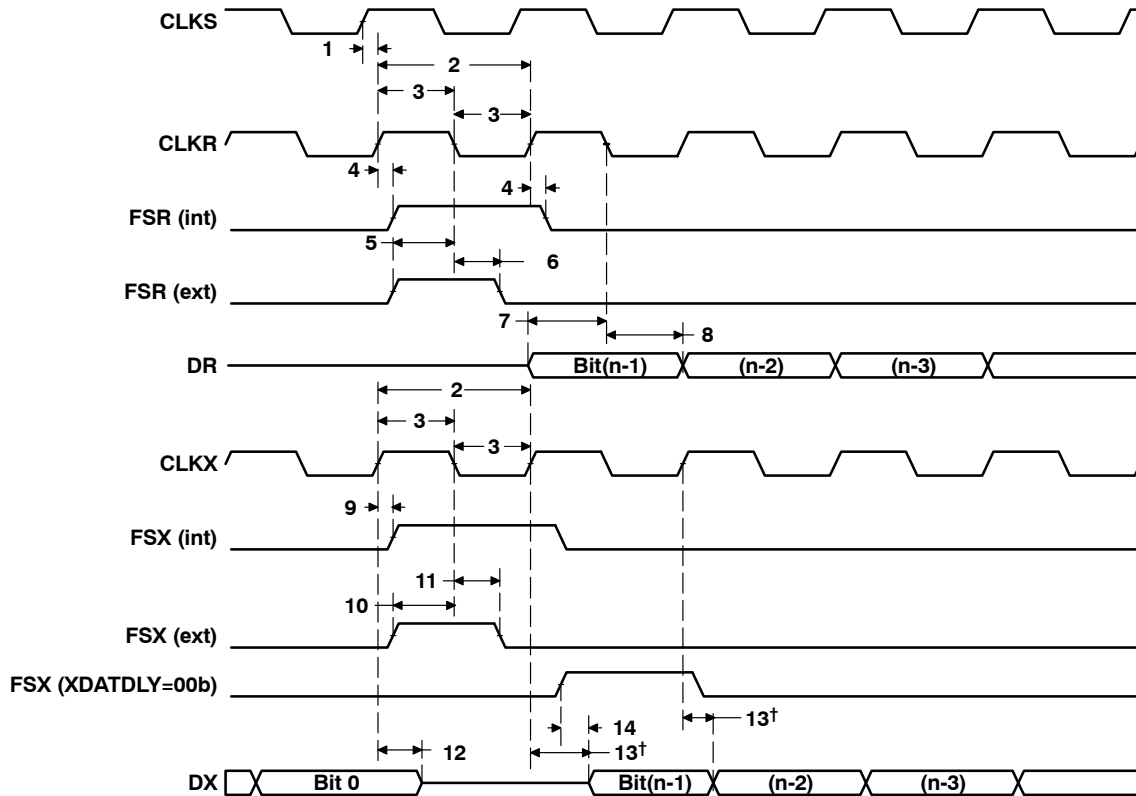 CLKS
1
2
3
3
CLKR
4
4
FSR (int)
5
6
FSR (ext)
7
8
DR
Bit(n-1)
(n-2)
(n-3)
2
3
3
CLKX
9
FSX (int)
11
10
FSX (ext)
FSX (XDATDLY=00b)
13†
14
12
13†
DX
Bit 0
Bit(n-1)
(n-2)
(n-3)